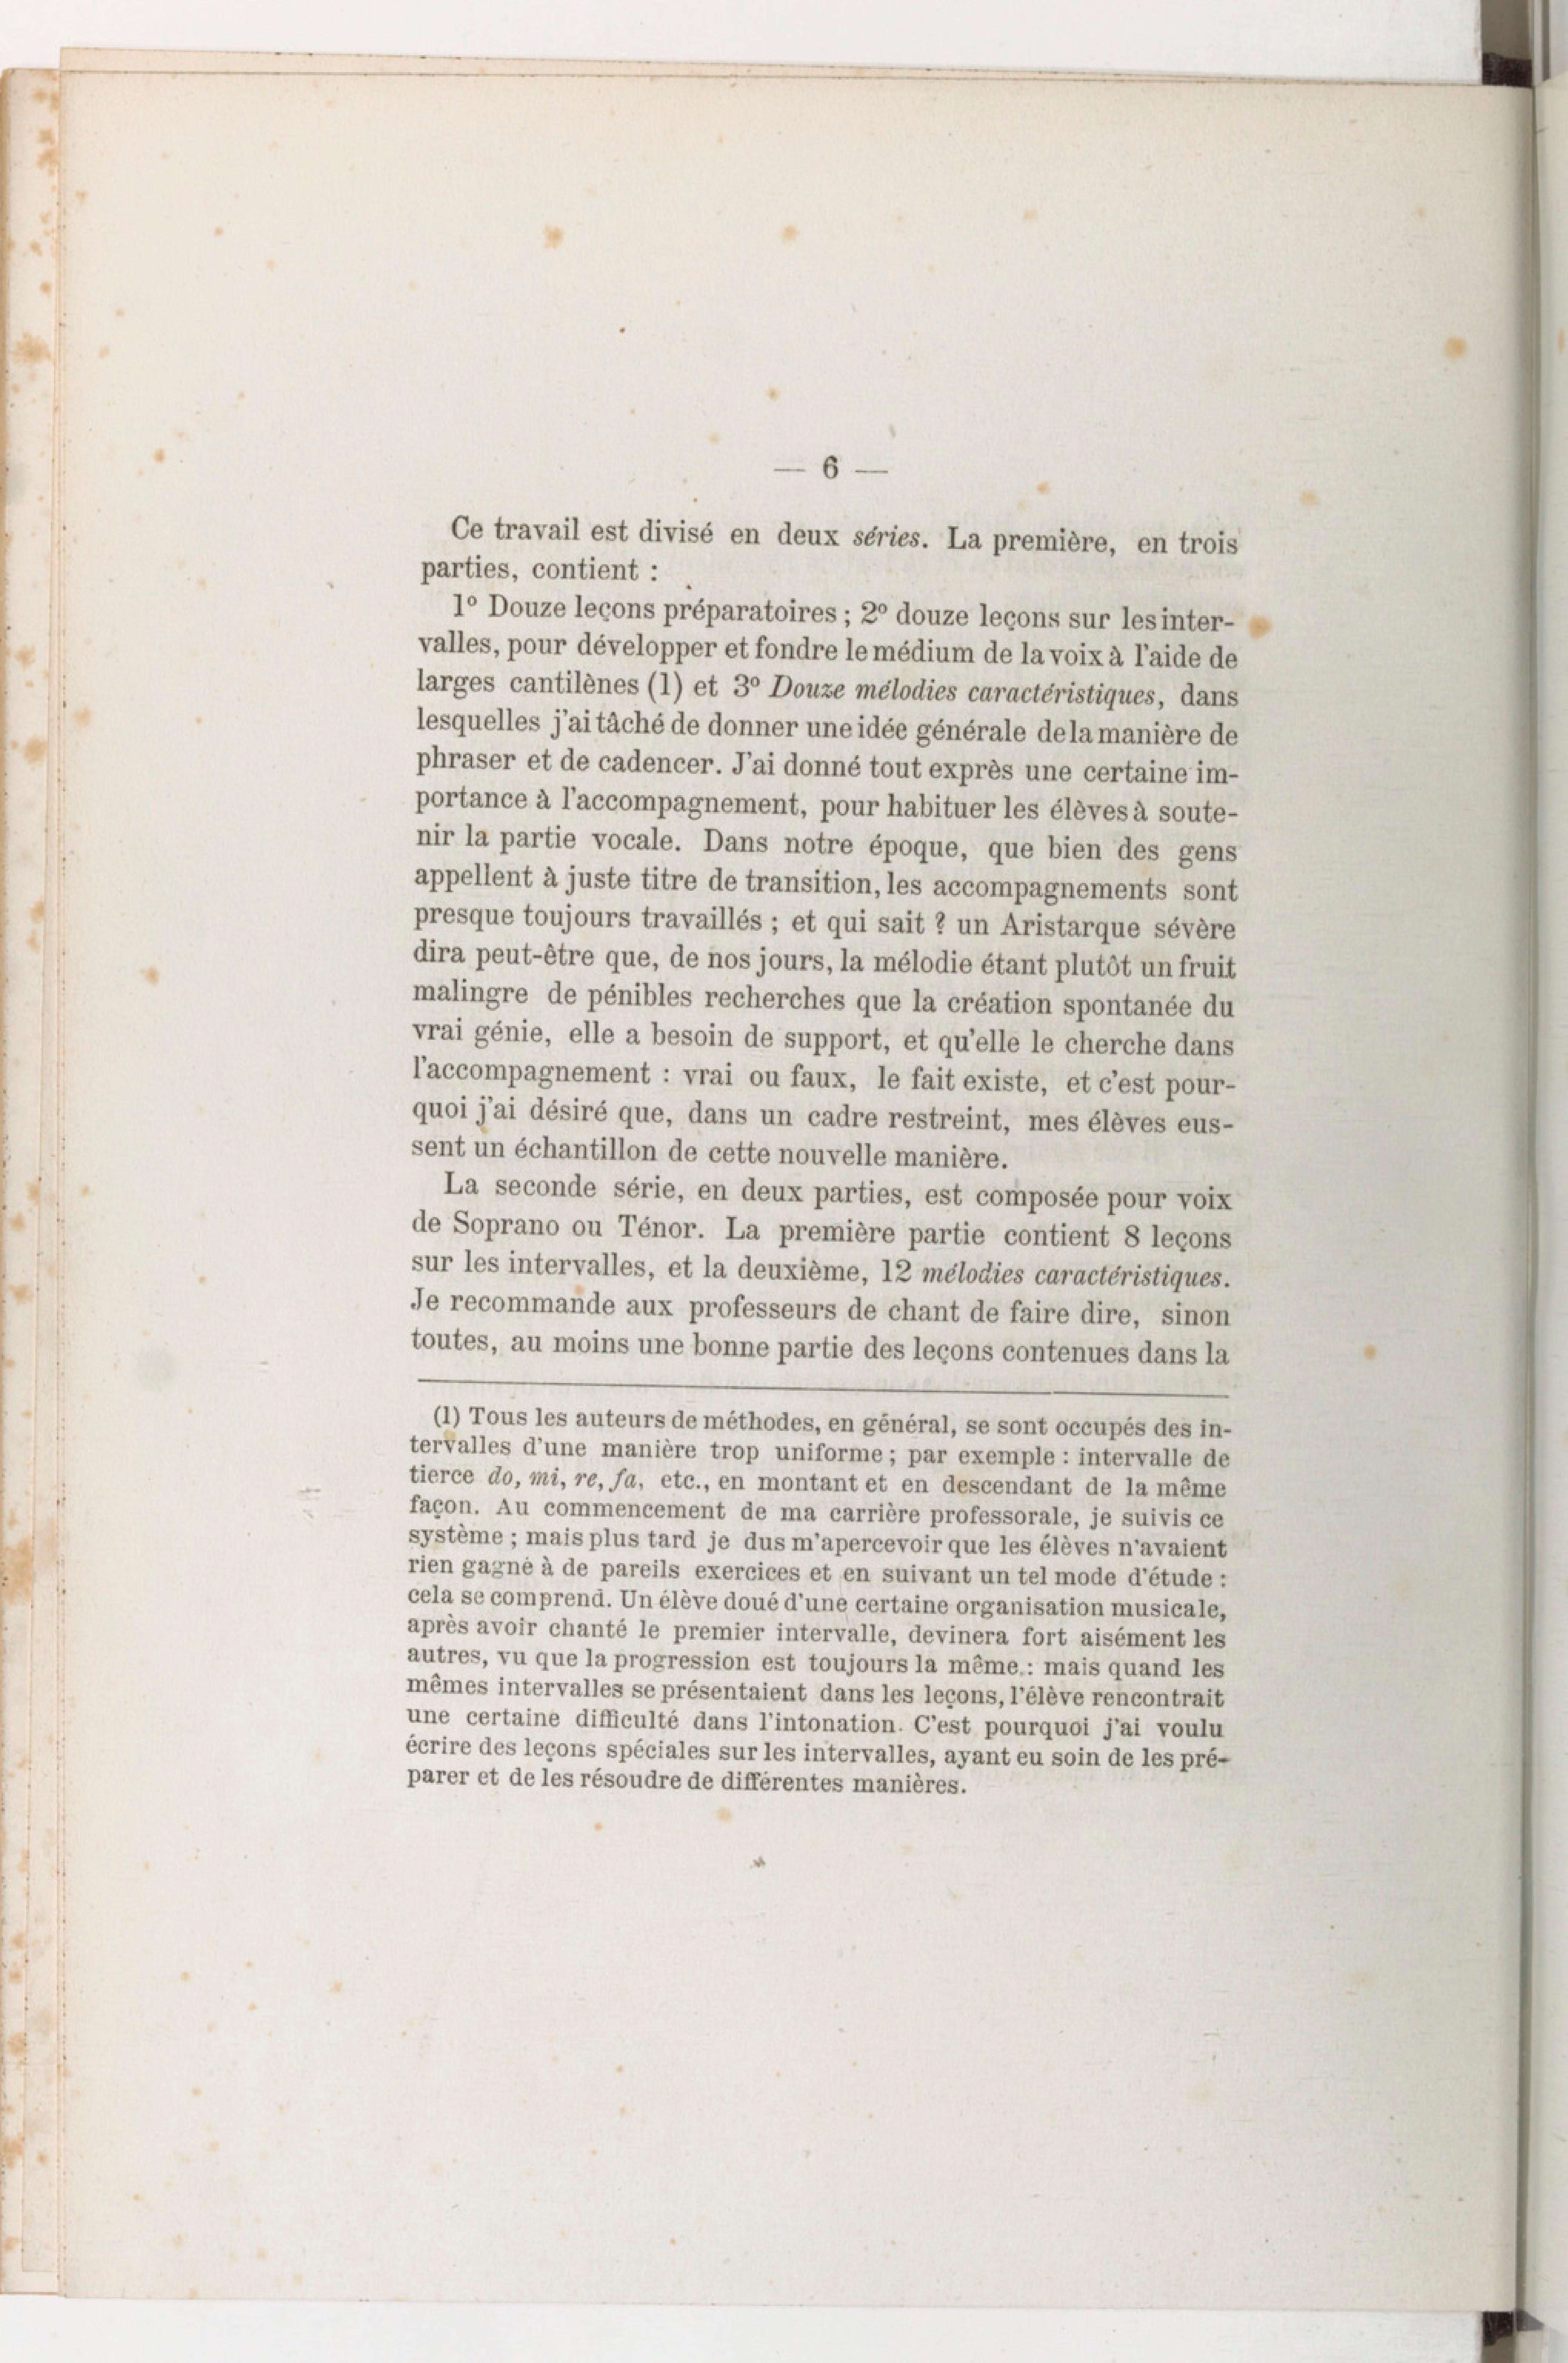 — 6 —
Ce travail est divisé en deux séries. La première, en trois
parties, contient :
1º Douze leçons préparatoires ; 2º douze leçons sur les inter-
valles, pour développer et fondre le médium de la voix à l'aide de
larges cantilènes (1) et 3º Douze mélodies caractéristiques, dans
lesquelles j'ai tâché de donner une idée générale de la manière de
phraser et de cadencer. J'ai donné tout exprès une certaine im-
portance à l'accompagnement, pour habituer les élèves à soute-
nir la partie vocale. Dans notre époque, que bien des gens
appellent à juste titre de transition, les accompagnements sont
presque toujours travaillés ; et qui sait ? un Aristarque sévère
dira peut-être que, de nos jours, la mélodie étant plutôt un fruit
malingre de pénibles recherches que la création spontanée du
vrai génie, elle a besoin de support, et qu'elle le cherche dans
l'accompagnement : vrai ou faux, le fait existe, et c'est pour-
quoi j'ai désiré que, dans un cadre restreint, mes élèves eus-
sent un échantillon de cette nouvelle manière.
La seconde série, en deux parties, est composée pour voix
de Soprano ou Ténor. La première partie contient 8 leçons
sur les intervalles, et la deuxième, 12 mélodies caractéristiques.
Je recommande aux professeurs de chant de faire dire, sinon
toutes, au moins une bonne partie des leçons contenues dans la
(1) Tous les auteurs de méthodes, en général, se sont occupés des in-
tervalles d'une manière trop uniforme ; par exemple : intervalle de
tierce do, mi, re, fa, etc., en montant et en descendant de la même
façon. Au commencement de ma carrière professorale, je suivis ce
système ; mais plus tard je dus m'apercevoir que les élèves n'avaient
rien gagné à de pareils exercices et en suivant un tel mode d'étude :
cela se comprend. Un élève doué d'une certaine organisation musicale,
après avoir chanté le premier intervalle, devinera fort aisément les
autres, vu que la progression est toujours la même : mais quand les
mêmes intervalles se présentaient dans les leçons, l'élève rencontrait
une certaine difficulté dans l'intonation. C'est pourquoi j'ai voulu
écrire des leçons spéciales sur les intervalles, ayant eu soin de les pré-
parer et de les résoudre de différentes manières.